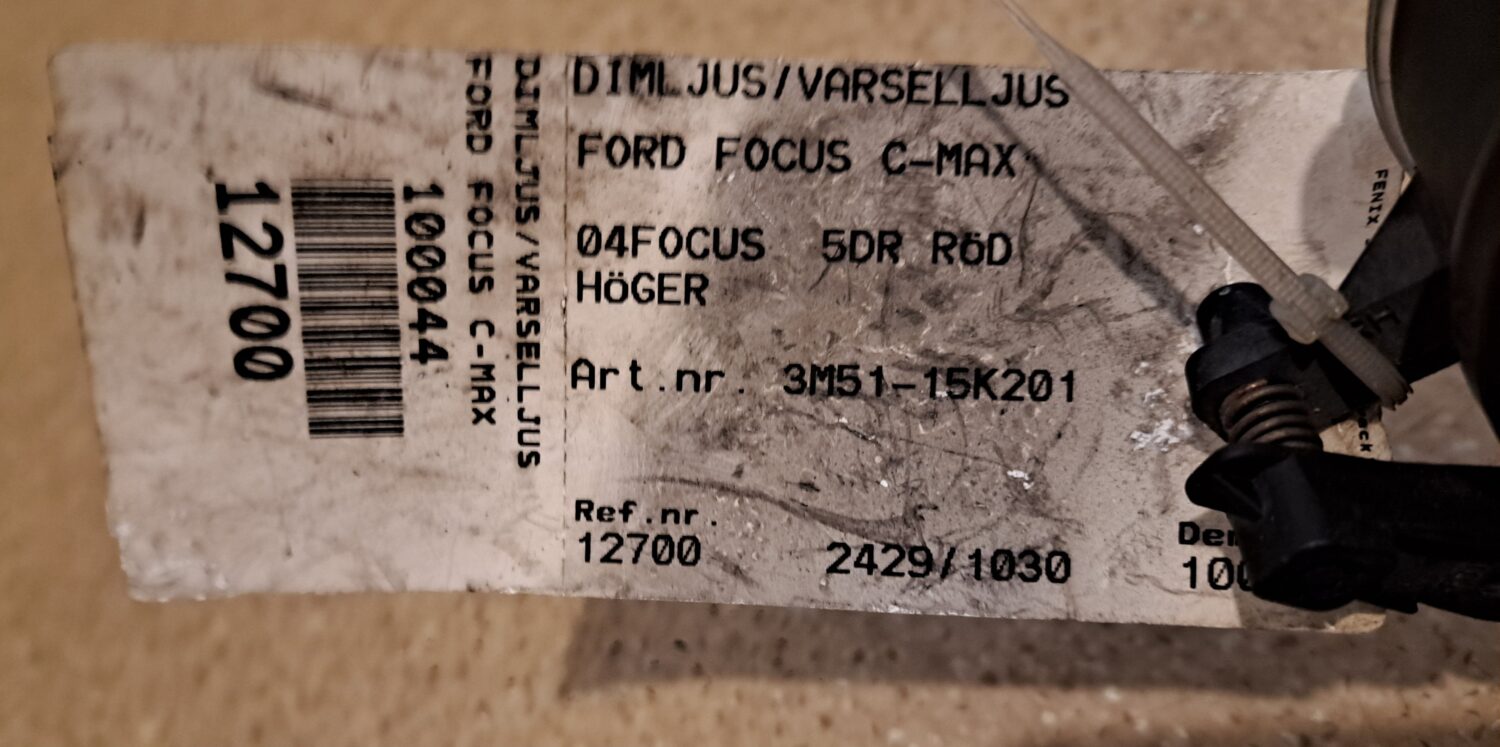 DIMLJUS/VARSELLJUS
FORD FOCUS C-MAX
04FOCUS 5DR RöD
HöGER
Art.nr. 3M51-15K201
Ref.nr.
12700 2429/1030
DIMLJUS/VARSELLJUS
FORD FOCUS C-MAX
1000044
12700
FENIX